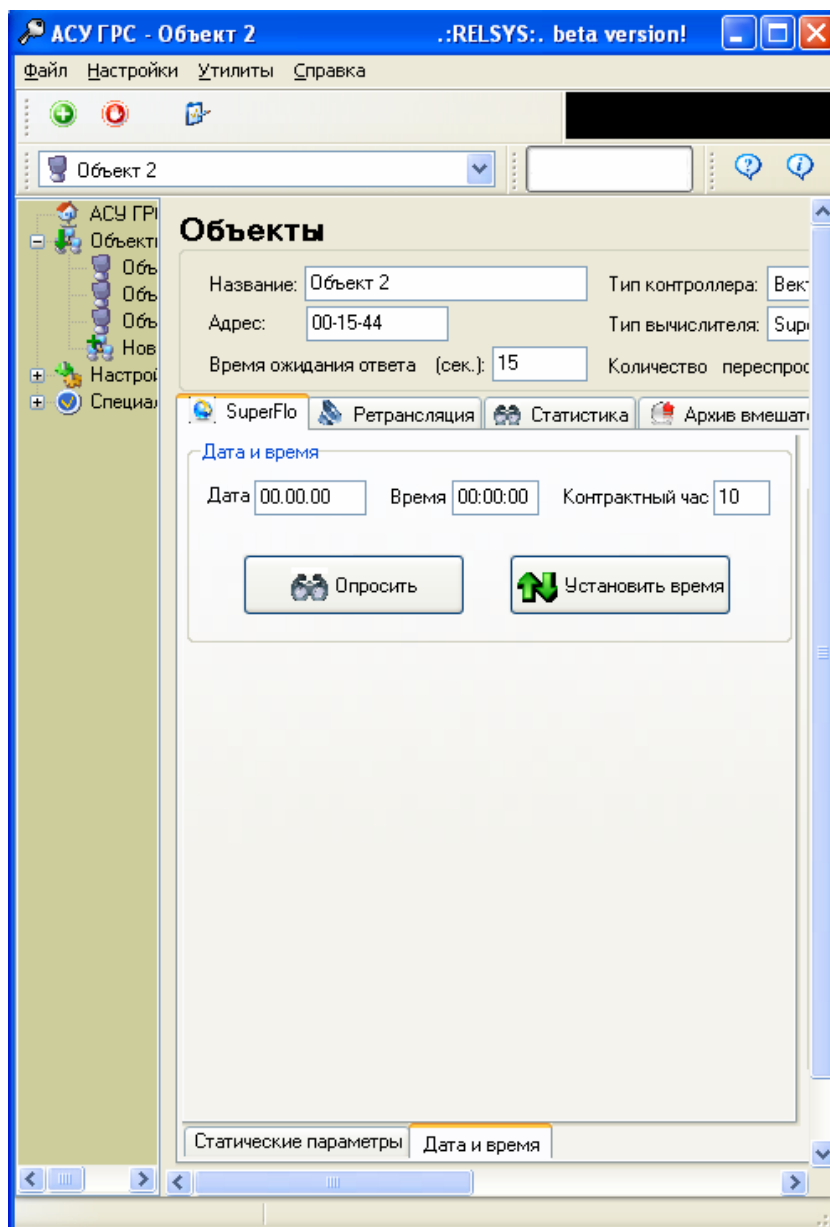 АСУ ГРС - Объект 2 .:RELSYS:. beta version!
Файл Настройки Утилиты Справка
Объект 2
АСУ ГР
Объект
Объ
Объ
Объ
Нов
Настрой
Специал
Объекты
Название: Объект 2 Тип контроллера: Век
Адрес: 00-15-44 Тип вычислителя: Sup
Время ожидания ответа (сек.): 15 Количество переспрос
SuperFlo Ретрансляция Статистика Архив вмешат
Дата и время
Дата 00.00.00 Время 00:00:00 Контрактный час 10
Опросить Установить время
Статические параметры Дата и время